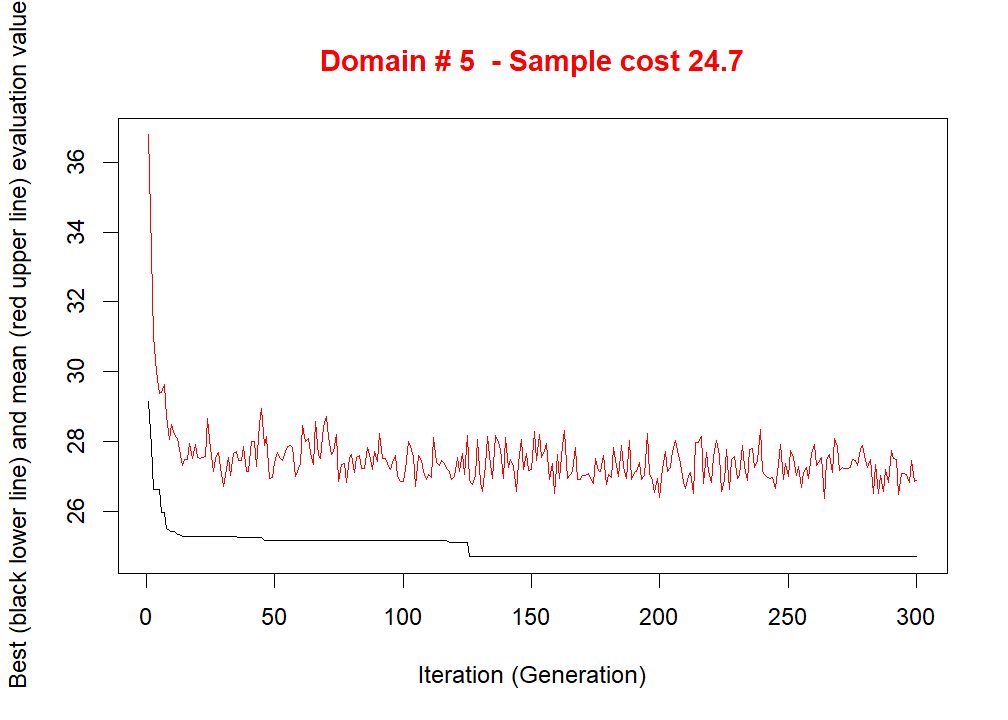 Domain # 5 - Sample cost 24.7
Best (black lower line) and mean (red upper line) evaluation value
36
34
32
30
28
26
0 50 100 150 200 250 300
Iteration (Generation)